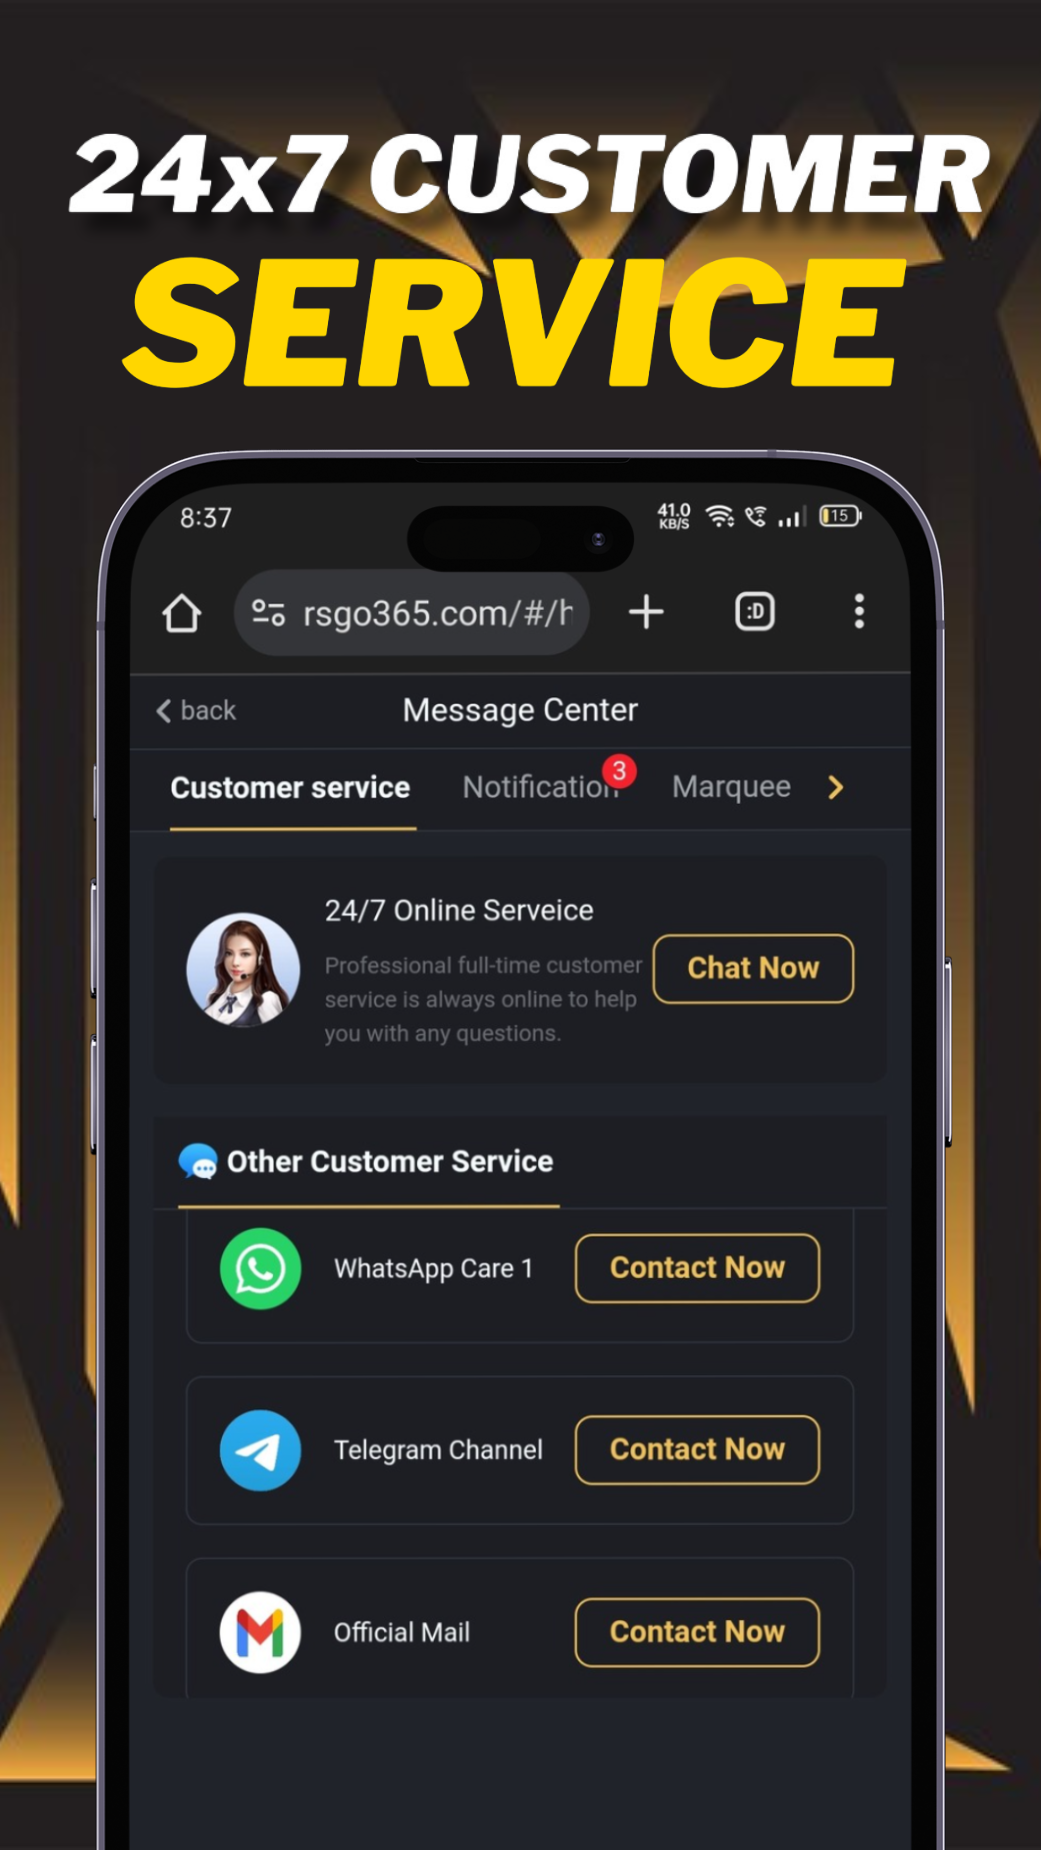 24x7 CUSTOMER
SERVICE
8:37
41.0
KB/S
15
rsgo365.com/#/h
:D
back
Message Center
Customer service
Notification
3
Marquee
24/7 Online Serveice
Professional full-time customer
service is always online to help
you with any questions.
Chat Now
Other Customer Service
WhatsApp Care 1
Contact Now
Telegram Channel
Contact Now
Official Mail
Contact Now